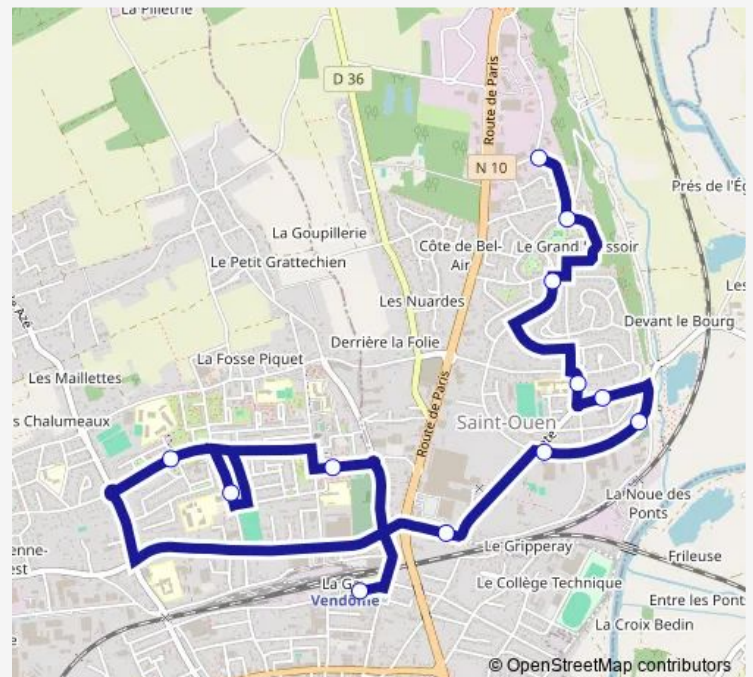 La Pilletrie
D 36
Route de Paris
N 10
Prés de l'Ég
La Goupillerie
Côte de Bel-
Air
Le Grand
ssoir
Le Petit Grattechien
Les Nuardes
Les
Azé
Devant le Bourg
Derrière la Folie
La Fosse Piquet
Les Maillettes
Route de Paris
s Chalumeaux
Saint-Ouen
La Noue des
Ponts
enne-
est
Le Gripperay
Frileuse
La G
Vendôme
Le Collège Technique
Entre les Pont
La Croix Bedin
© OpenStreetMap contributors